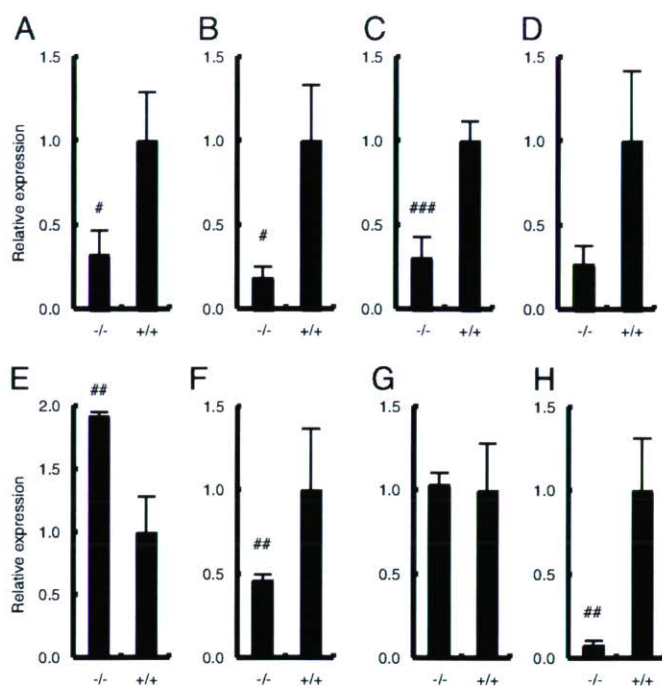 A B C D
1.5 1.5 1.5 1.5
1.0 1.0 1.0 1.0
Relative expression
# # ###
0.5 0.5 0.5 0.5
0.0 0.0 0.0 0.0
-/- +/+ -/- +/+ -/- +/+ -/- +/+
E F G H
## 
2.0 1.5 1.5 1.5
1.5
1.0 1.0 1.0
1.0
Relative expression
## ##
0.5 0.5 0.5 0.5
0.0 0.0 0.0 0.0
-/- +/+ -/- +/+ -/- +/+ -/- +/+